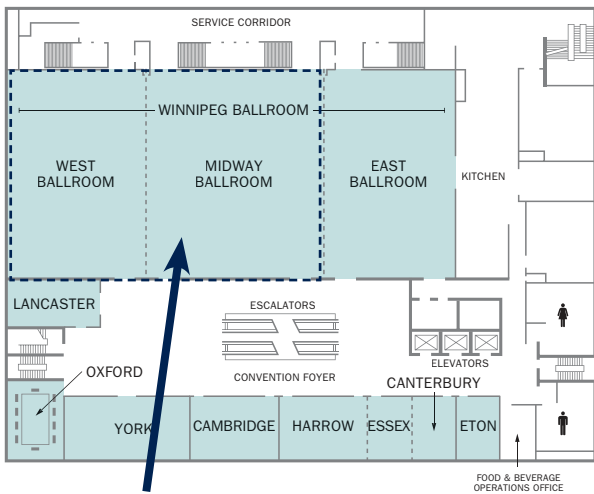 SERVICE CORRIDOR
WINNIPEG BALLROOM
WEST
BALLROOM
MIDWAY
BALLROOM
EAST
BALLROOM
KITCHEN
LANCASTER
ESCALATORS
ELEVATORS
OXFORD
CONVENTION FOYER
CANTERBURY
YORK
CAMBRIDGE
HARROW
ESSEX
ETON
FOOD & BEVERAGE
OPERATIONS OFFICE